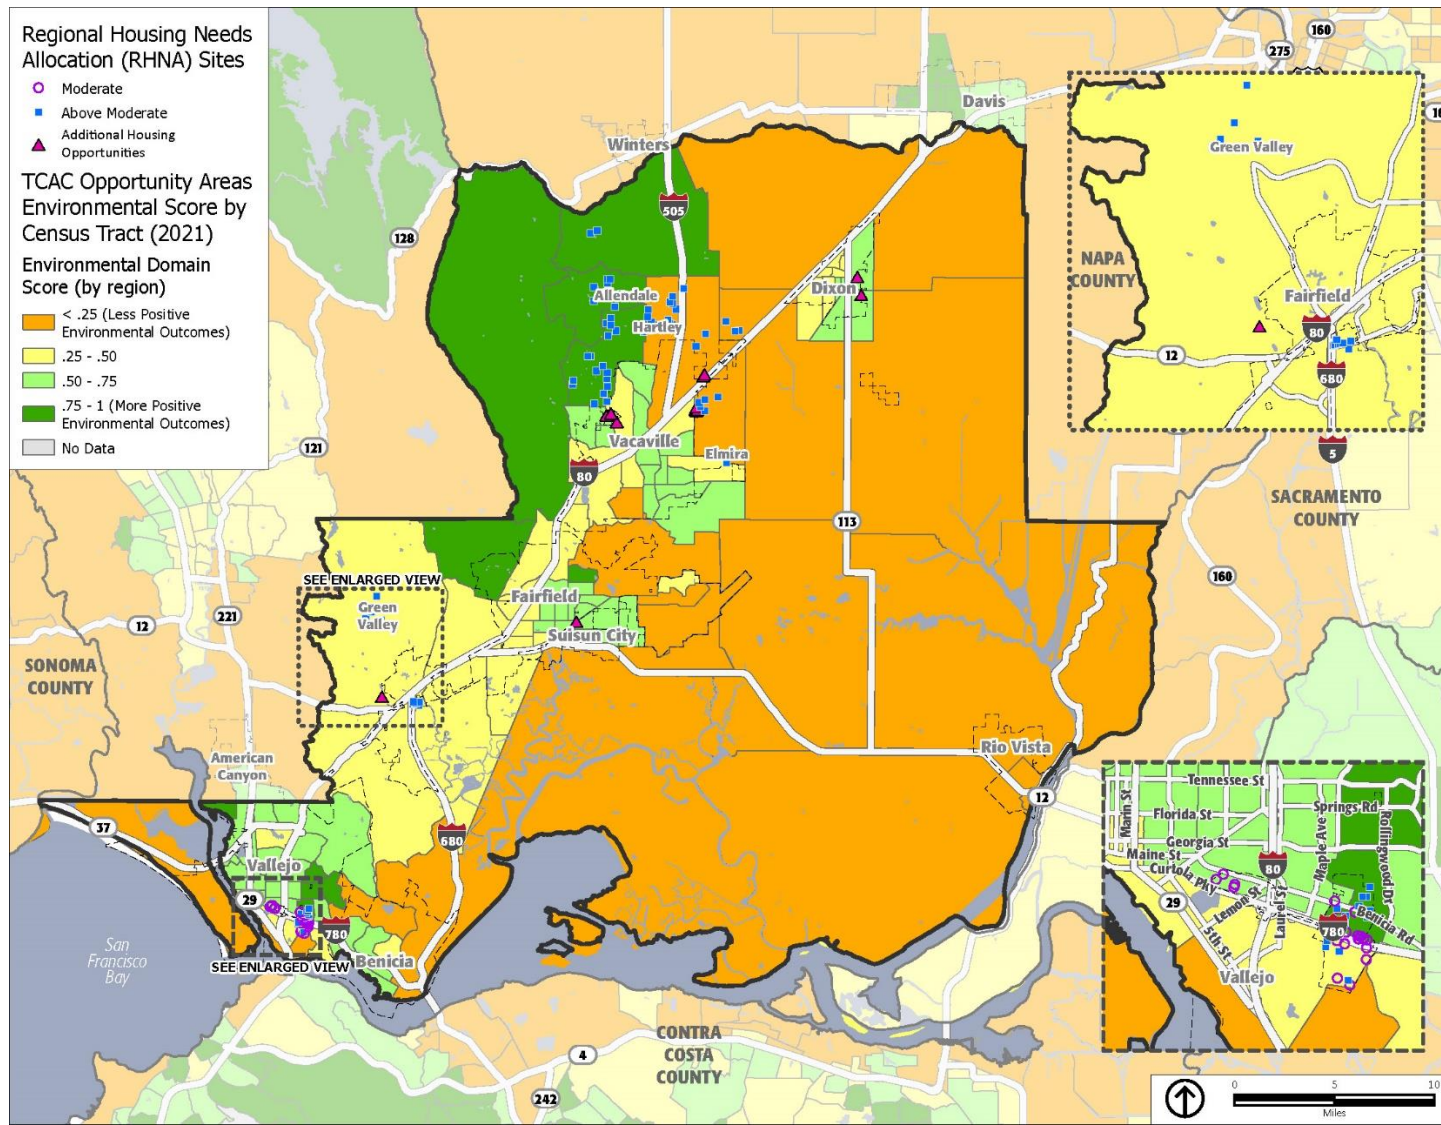 Regional Housing Needs
Allocation (RHNA) Sites
Moderate
Above Moderate
Additional Housing
Opportunities
TCAC Opportunity Areas
Environmental Score by
Census Tract (2021)
Environmental Domain
Score (by region)
< .25 (Less Positive
Environmental Outcomes)
.25 - .50
.50 - .75
.75 - 1 (More Positive
Environmental Outcomes)
No Data
Davis
Winters
160
275
505
128
Allendale
Hartley
Dixon
Vacaville
Elmira
80
121
113
SEE ENLARGED VIEW
Green
Valley
Fairfield
Suisun City
12
221
SONOMA
COUNTY
American
Canyon
Rio Vista
12
680
37
Vallejo
29
780
SEE ENLARGED VIEW
Benicia
San
Francisco
Bay
CONTRA
COSTA
COUNTY
4
242
160
5
SACRAMENTO
COUNTY
Green Valley
NAPA
COUNTY
Fairfield
80
12
680
Tennessee St
Marin St
Florida St
Springs Rd
Georgia St
Maple Ave
Rollingwood Dr
Maine St
Curtola Pky
80
29
Lemon St
Laurel St
5th St
780
Benicia Rd
Vallejo
0 5 10
Miles